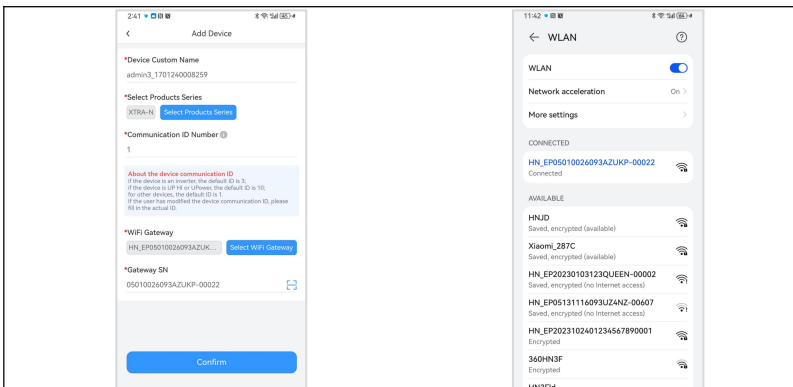 2:41
Add Device
*Device Custom Name
admin3_1701240008259
*Select Products Series
XTRA-N Select Products Series
*Communication ID Number
1
About the device communication ID
If the device is an inverter, the default ID is 3;
if the device is UP HI or UPower, the default ID is 10;
for other devices, the default ID is 1.
If the user has modified the device communication ID, please
fill in the actual ID.
*WiFi Gateway
HN_EP05010026093AZUK... Select WiFi Gateway
*Gateway SN
05010026093AZUKP-00022
Confirm
11:42
WLAN
WLAN
Network acceleration On
More settings
CONNECTED
HN_EP05010026093AZUKP-00022
Connected
AVAILABLE
HNJD
Saved, encrypted (available)
Xiaomi_287C
Saved, encrypted (available)
HN_EP20230103123QUEEN-00002
Saved, encrypted (no Internet access)
HN_EP05131116093UZ4NZ-00607
Saved, encrypted (no Internet access)
HN_EP2023102401234567890001
Encrypted
360HN3F
Encrypted